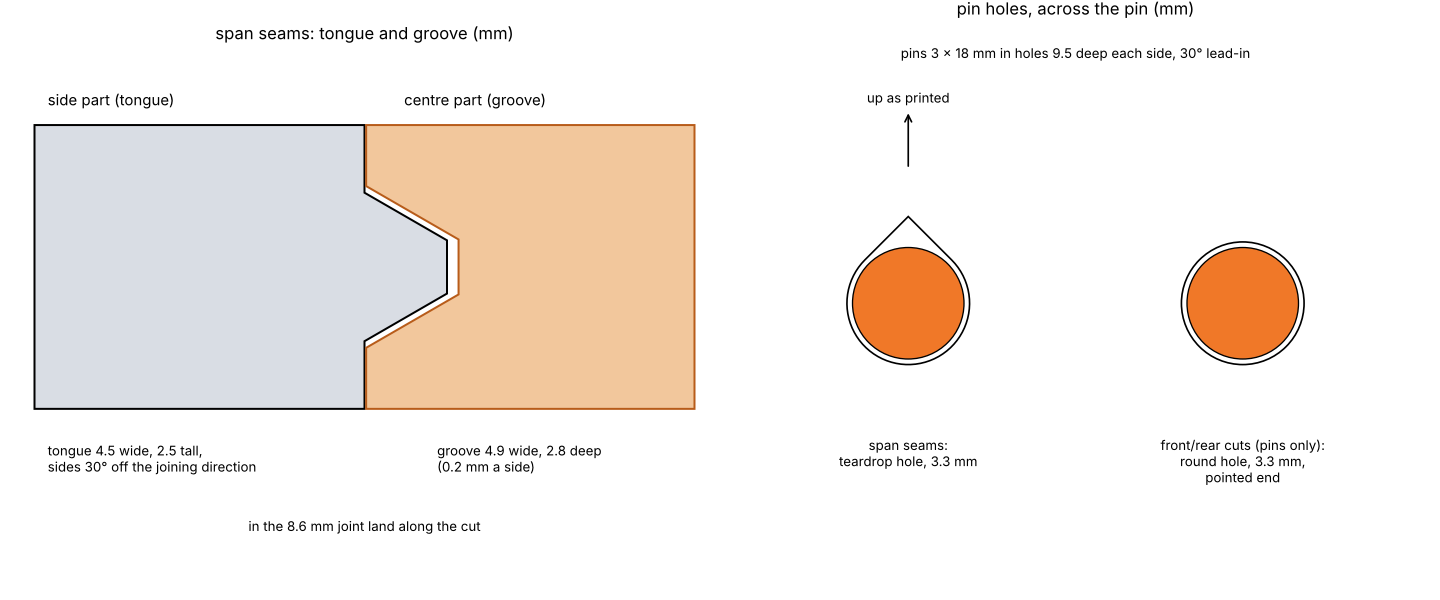 span seams: tongue and groove (mm)
side part (tongue)
centre part (groove)
tongue 4.5 wide, 2.5 tall,
sides 30° off the joining direction
groove 4.9 wide, 2.8 deep
(0.2 mm a side)
in the 8.6 mm joint land along the cut
pin holes, across the pin (mm)
pins 3 × 18 mm in holes 9.5 deep each side, 30° lead-in
up as printed
span seams:
teardrop hole, 3.3 mm
front/rear cuts (pins only):
round hole, 3.3 mm,
pointed end